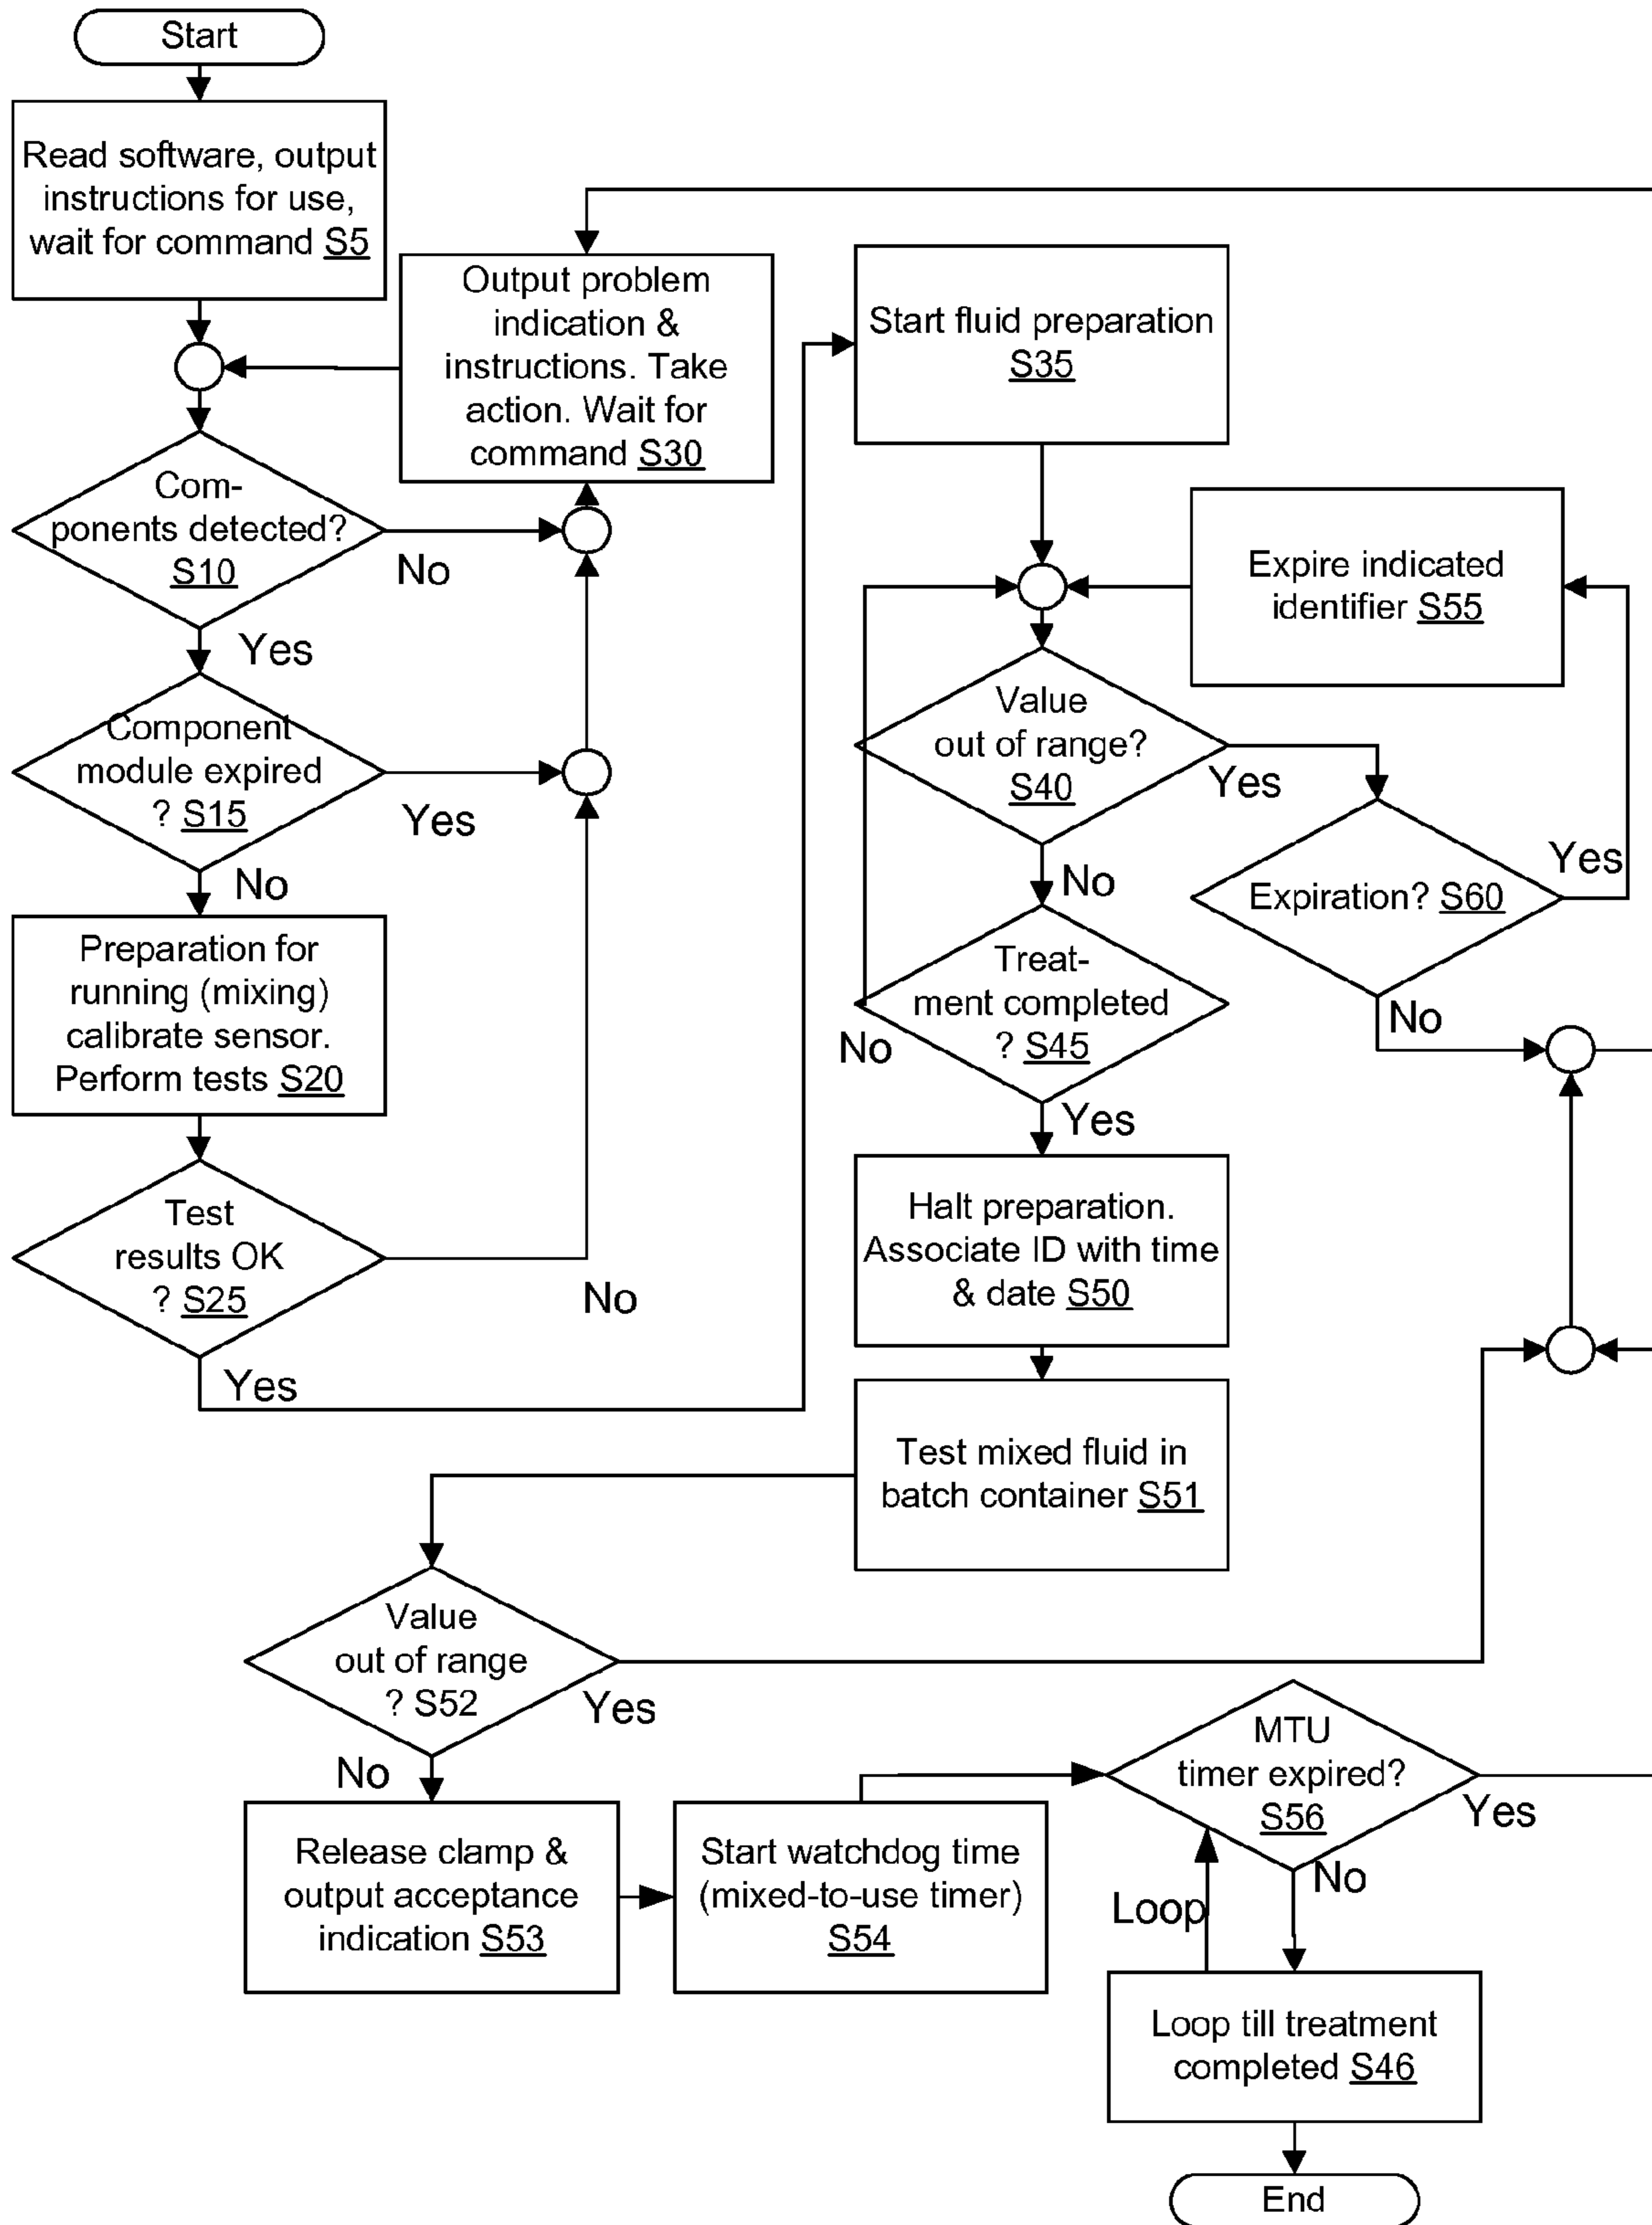 Start
Read software, output
instructions for use,
wait for command S5
Output problem
indication &
instructions. Take
action. Wait for
command S30
Start fluid preparation
S35
Com-
ponents detected?
S10
No
Yes
Expire indicated
identifier S55
Component
module expired
? S15
Yes
No
Value
out of range?
S40
Yes
No
Expiration? S60
Yes
No
Preparation for
running (mixing)
calibrate sensor.
Perform tests S20
Treat-
ment completed
? S45
No
Yes
Test
results OK
? S25
No
Yes
Halt preparation.
Associate ID with time
& date S50
Test mixed fluid in
batch container S51
Value
out of range
? S52
Yes
No
MTU
timer expired?
S56
Yes
No
Release clamp &
output acceptance
indication S53
Start watchdog time
(mixed-to-use timer)
S54
Loop
Loop till treatment
completed S46
End